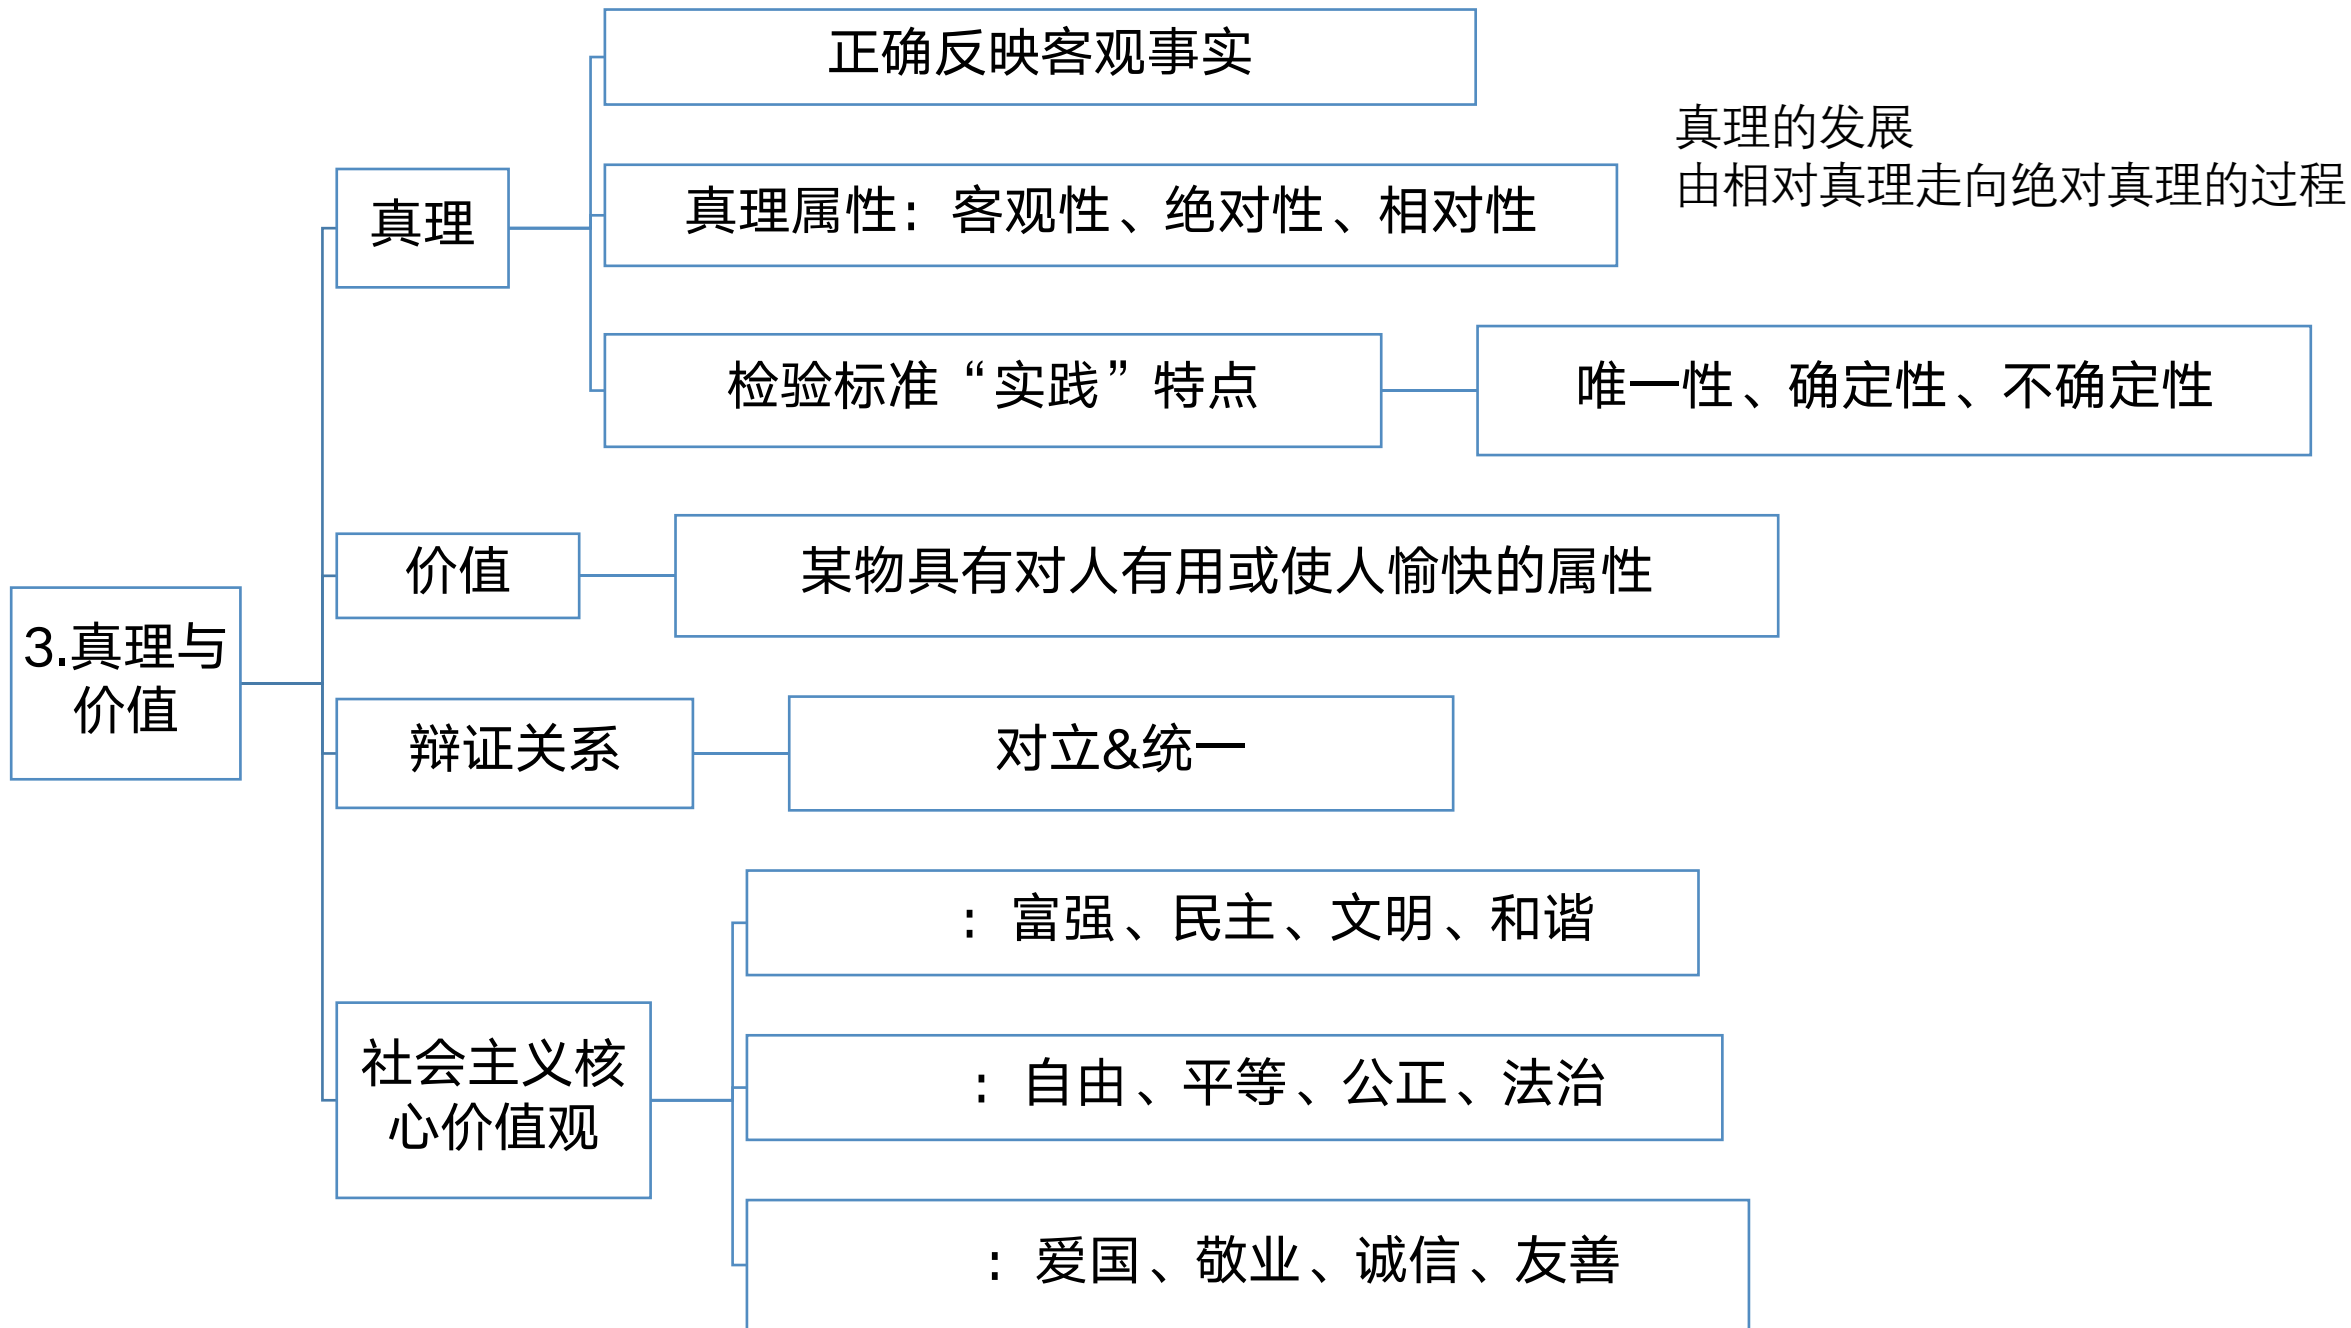 正确反映客观事实
真理的发展
由相对真理走向绝对真理的过程
真理
真理属性：客观性、绝对性、相对性
检验标准“实践”特点
唯一性、确定性、不确定性
价值
某物具有对人有用或使人愉快的属性
3.真理与
价值
辩证关系
对立&统一
社会主义核
心价值观
：富强、民主、文明、和谐
：自由、平等、公正、法治
：爱国、敬业、诚信、友善